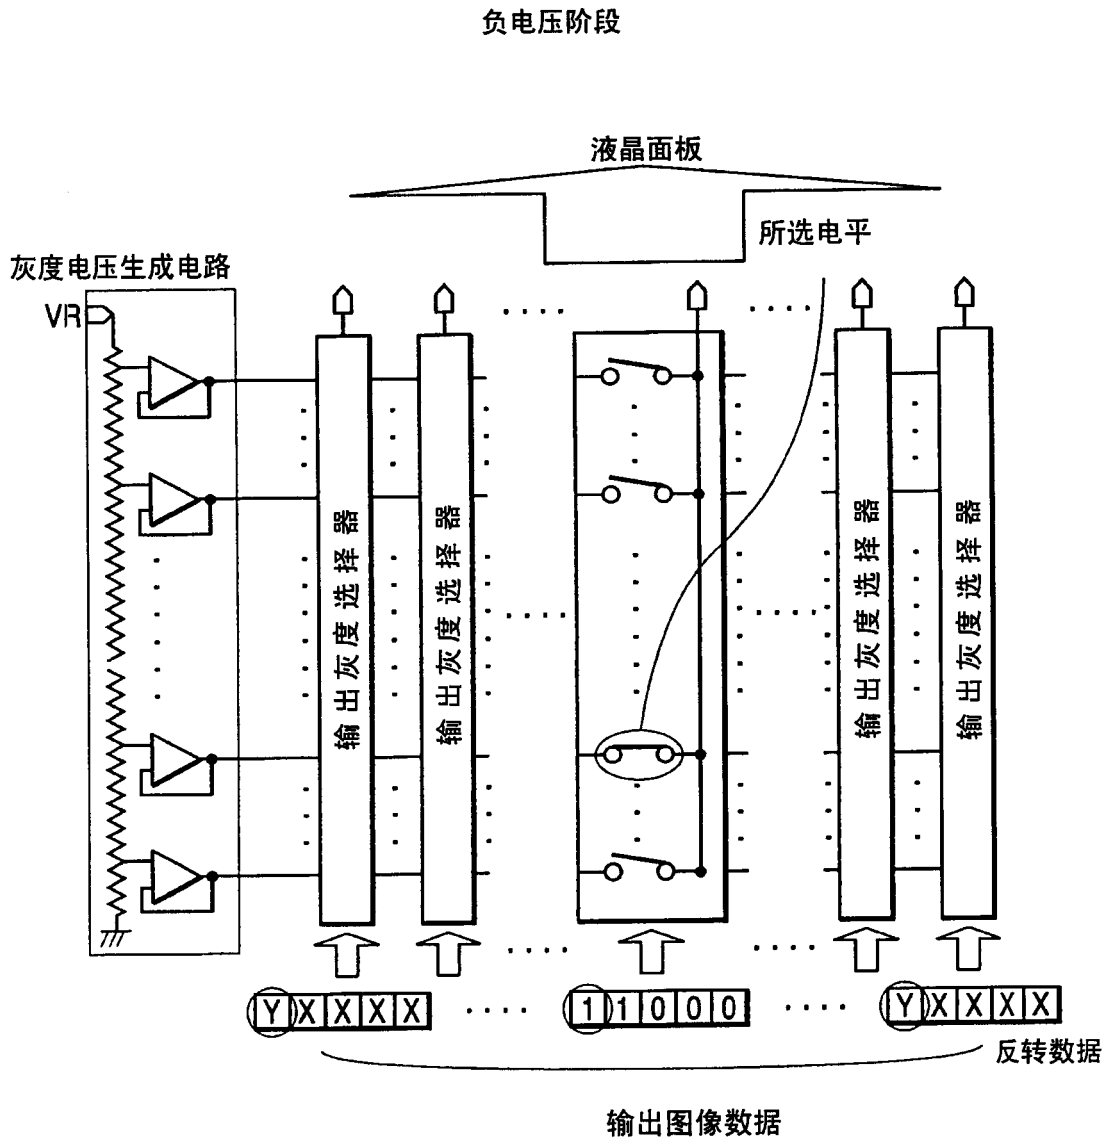 负电压阶段
液晶面板
所选电平
灰度电压生成电路
VR
输出灰度选择器
输出灰度选择器
输出灰度选择器
输出灰度选择器
Y X X X X
1 1 0 0 0
Y X X X X
反转数据
输出图像数据